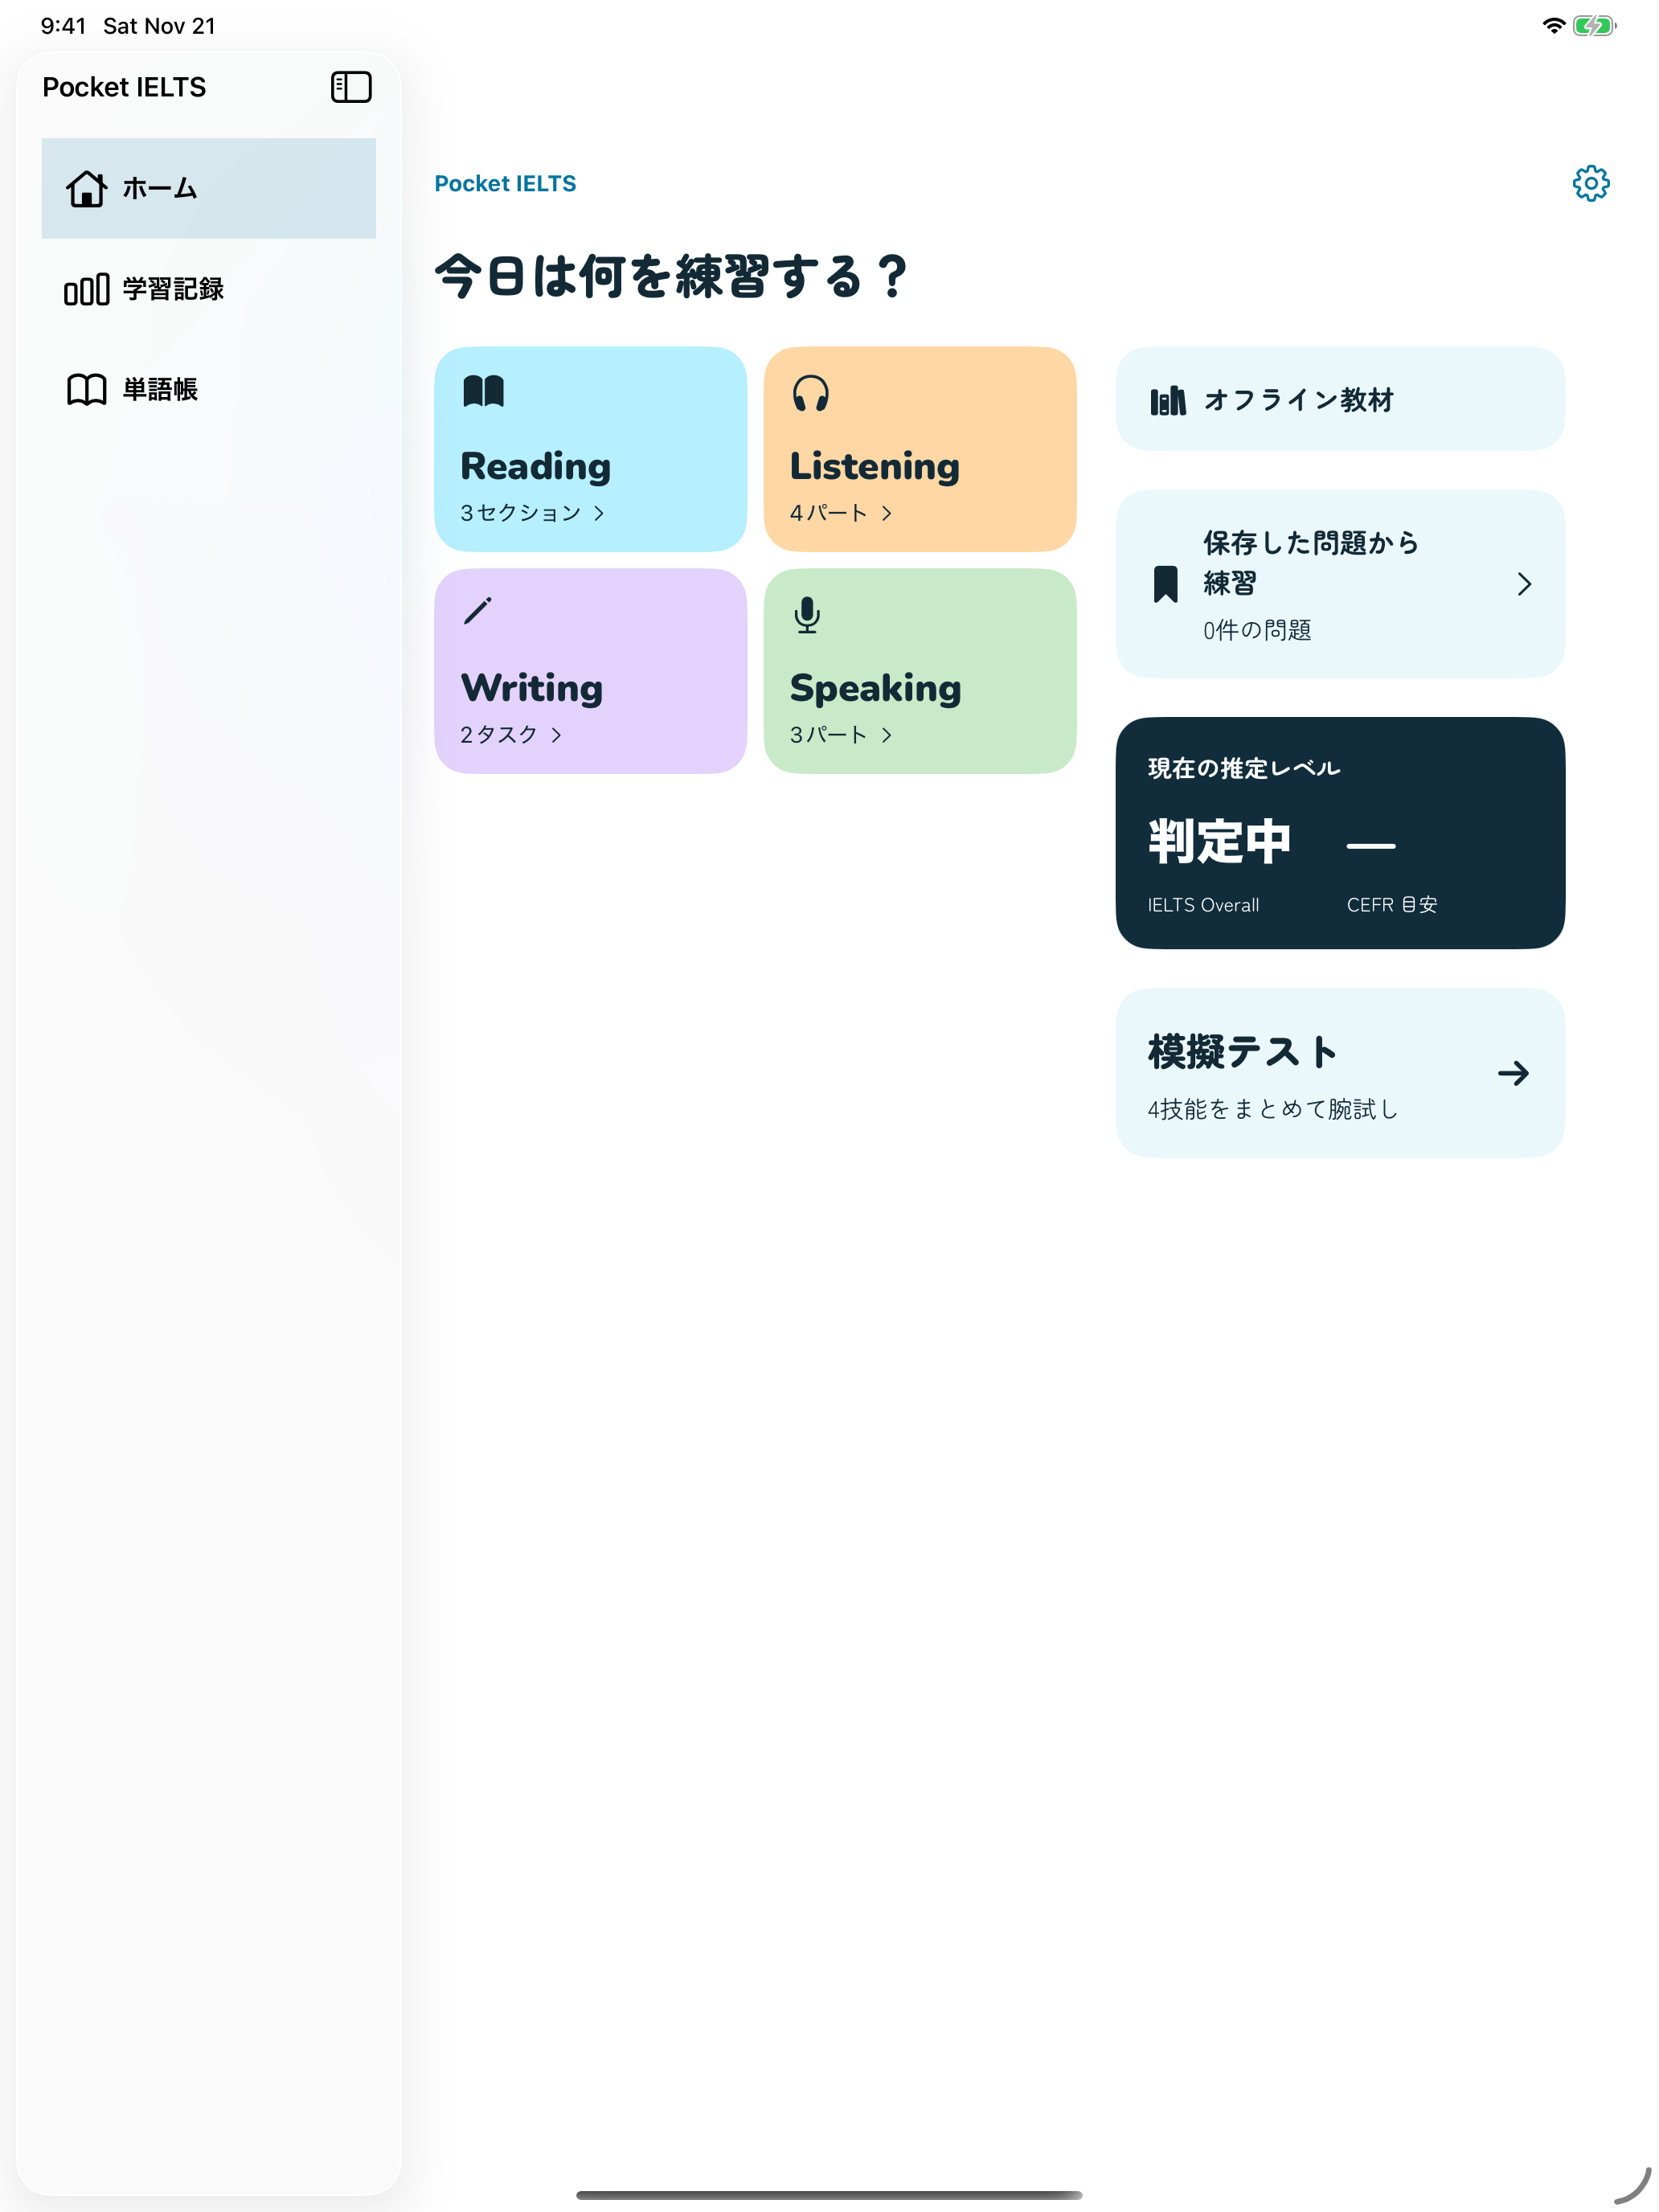 9:41 Sat Nov 21
Pocket IELTS
ホーム
学習記録
単語帳
Pocket IELTS
今日は何を練習する？
Reading
3セクション
Listening
4パート
Writing
2タスク
Speaking
3パート
オフライン教材
保存した問題から
練習
0件の問題
現在の推定レベル
判定中 —
IELTS Overall CEFR 目安
模擬テスト
4技能をまとめて腕試し